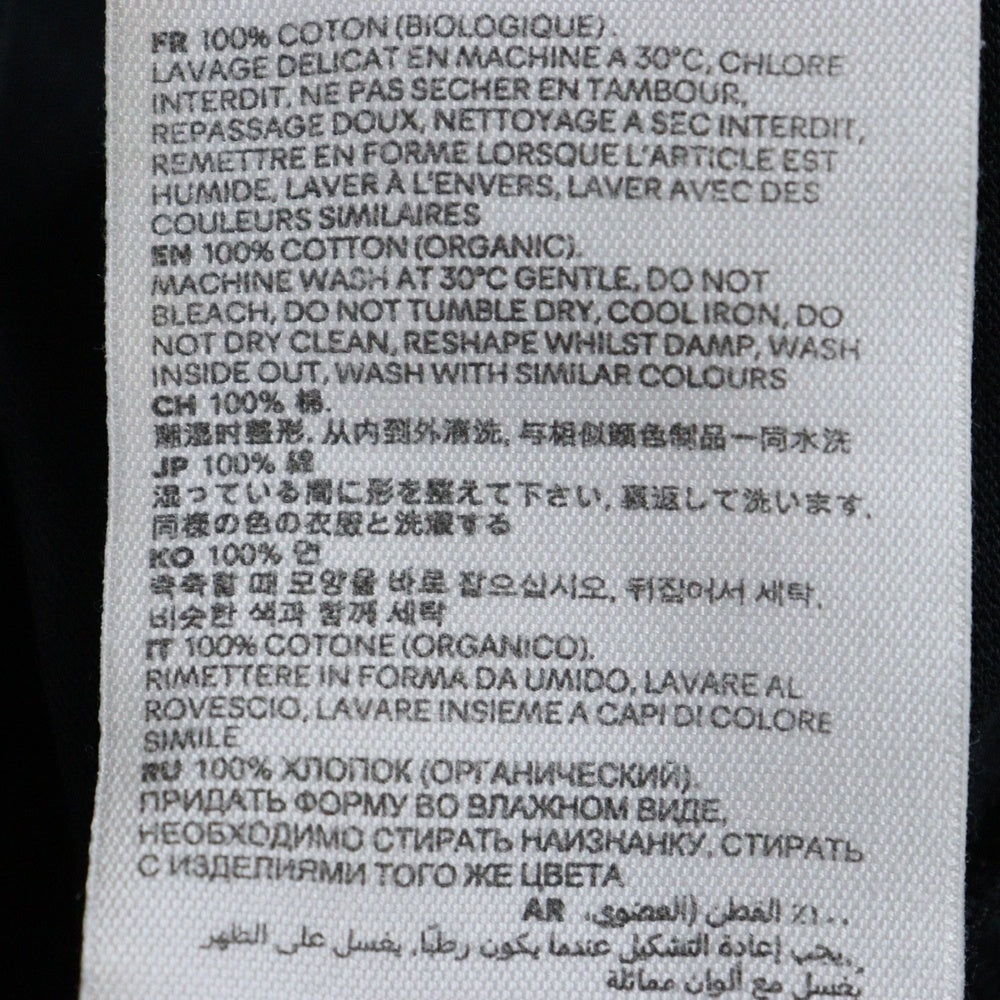 FR 100% COTON (BIOLOGIQUE).
LAVAGE DELICAT EN MACHINE A 30°C, CHLORE
INTERDIT, NE PAS SECHER EN TAMBOUR,
REPASSAGE DOUX, NETTOYAGE A SEC INTERDIT,
REMETTRE EN FORME LORSQUE L'ARTICLE EST
HUMIDE, LAVER À L'ENVERS, LAVER AVEC DES
COULEURS SIMILAIRES
EN 100% COTTON (ORGANIC).
MACHINE WASH AT 30°C GENTLE, DO NOT
BLEACH, DO NOT TUMBLE DRY, COOL IRON, DO
NOT DRY CLEAN, RESHAPE WHILST DAMP, WASH
INSIDE OUT, WASH WITH SIMILAR COLOURS
CH 100% 棉.
潮湿时整形, 从内到外清洗, 与相似颜色制品一同水洗
JP 100% 綿
湿っている間に形を整えて下さい, 裏返して洗います,
同様の色の衣服と洗濯する
KO 100% 면
축축할 때 모양을 바로 잡으십시오, 뒤집어서 세탁,
비슷한 색과 함께 세탁
IT 100% COTONE (ORGANICO).
RIMETTERE IN FORMA DA UMIDO, LAVARE AL
ROVESCIO, LAVARE INSIEME A CAPI DI COLORE
SIMILE
RU 100% ХЛОПОК (ОРГАНИЧЕСКИЙ).
ПРИДАТЬ ФОРМУ ВО ВЛАЖНОМ ВИДЕ,
НЕОБХОДИМО СТИРАТЬ НАИЗНАНКУ, СТИРАТЬ
С ИЗДЕЛИЯМИ ТОГО ЖЕ ЦВЕТА
١٠٠٪ القطن (العضوي). AR
يجب إعادة التشكيل عندما يكون رطبًا, يغسل على الظهر,
يغسل مع ألوان مماثلة